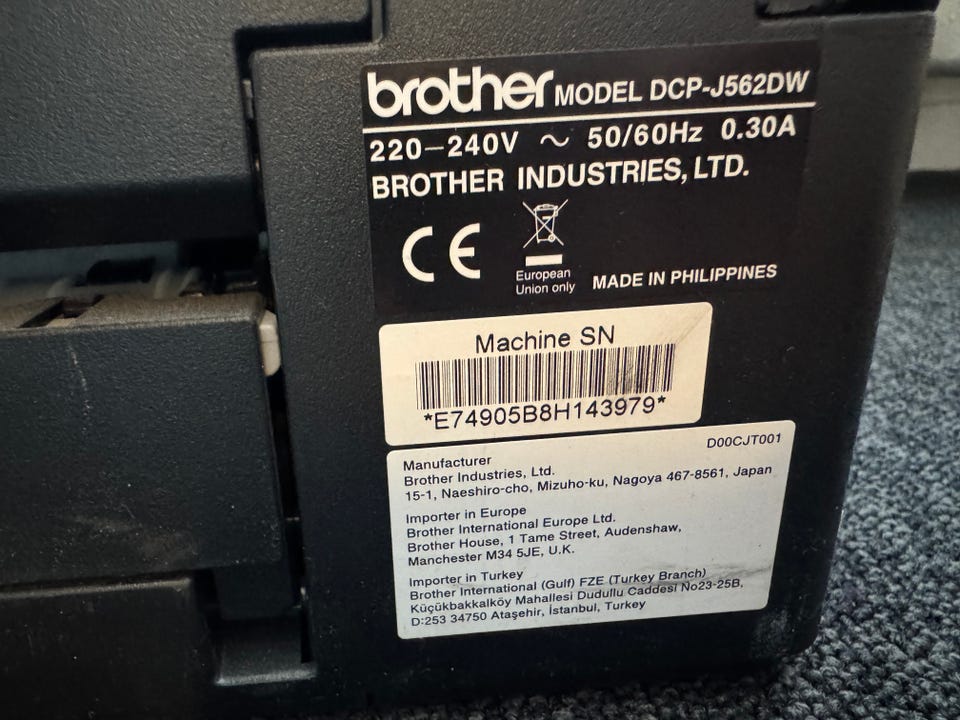 brother MODEL DCP-J562DW
220-240V ~ 50/60Hz 0.30A
BROTHER INDUSTRIES, LTD.
CE
European
Union only
MADE IN PHILIPPINES
Machine SN
*E74905B8H143979*
D00CJT001
Manufacturer
Brother Industries, Ltd.
15-1, Naeshiro-cho, Mizuho-ku, Nagoya 467-8561, Japan
Importer in Europe
Brother International Europe Ltd.
Brother House, 1 Tame Street, Audenshaw,
Manchester M34 5JE, U.K.
Importer in Turkey
Brother International (Gulf) FZE (Turkey Branch)
Küçükbakkalköy Mahallesi Dudullu Caddesi No23-25B,
D:253 34750 Ataşehir, İstanbul, Turkey